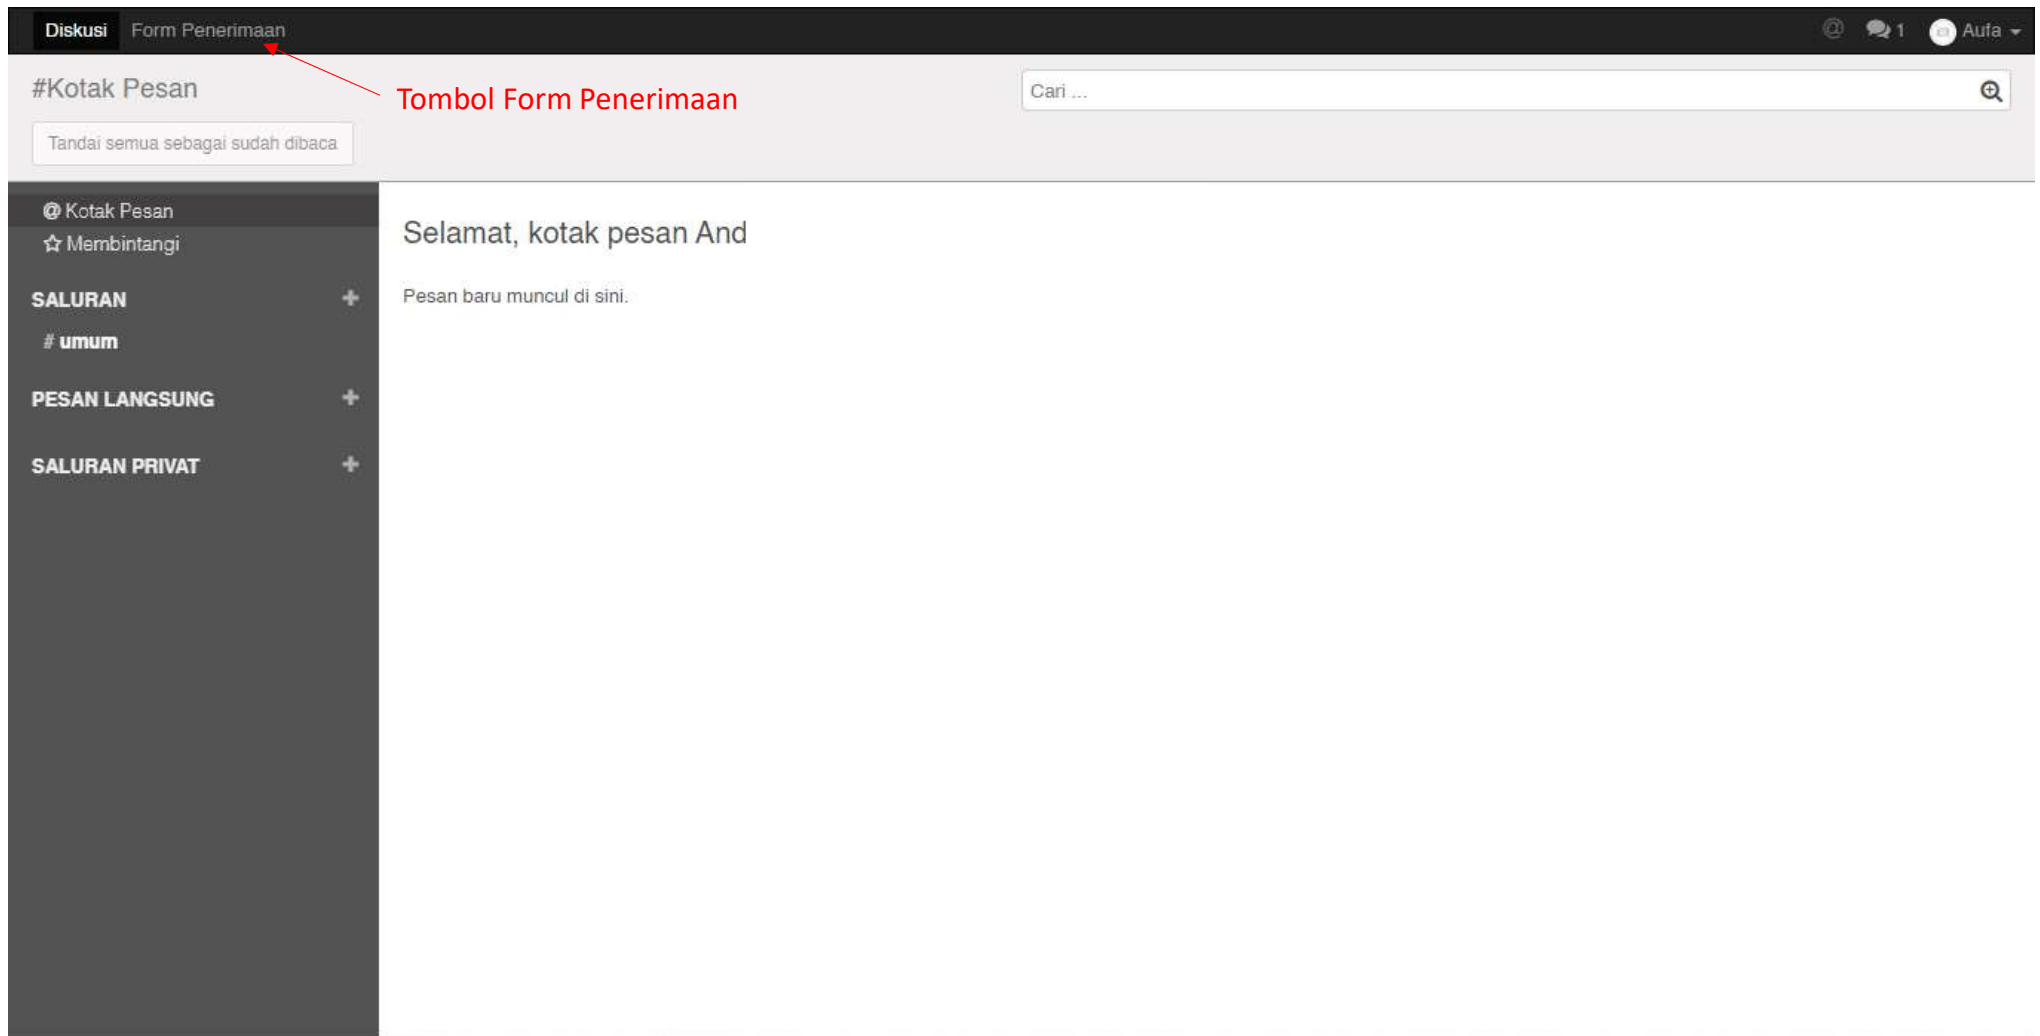 Diskusi Form Penerimaan @ 1 Aufa
#Kotak Pesan
Tombol Form Penerimaan
Cari ...
Tandai semua sebagai sudah dibaca
@ Kotak Pesan
Membintangi
SALURAN +
# umum
PESAN LANGSUNG +
SALURAN PRIVAT +
Selamat, kotak pesan And
Pesan baru muncul di sini.